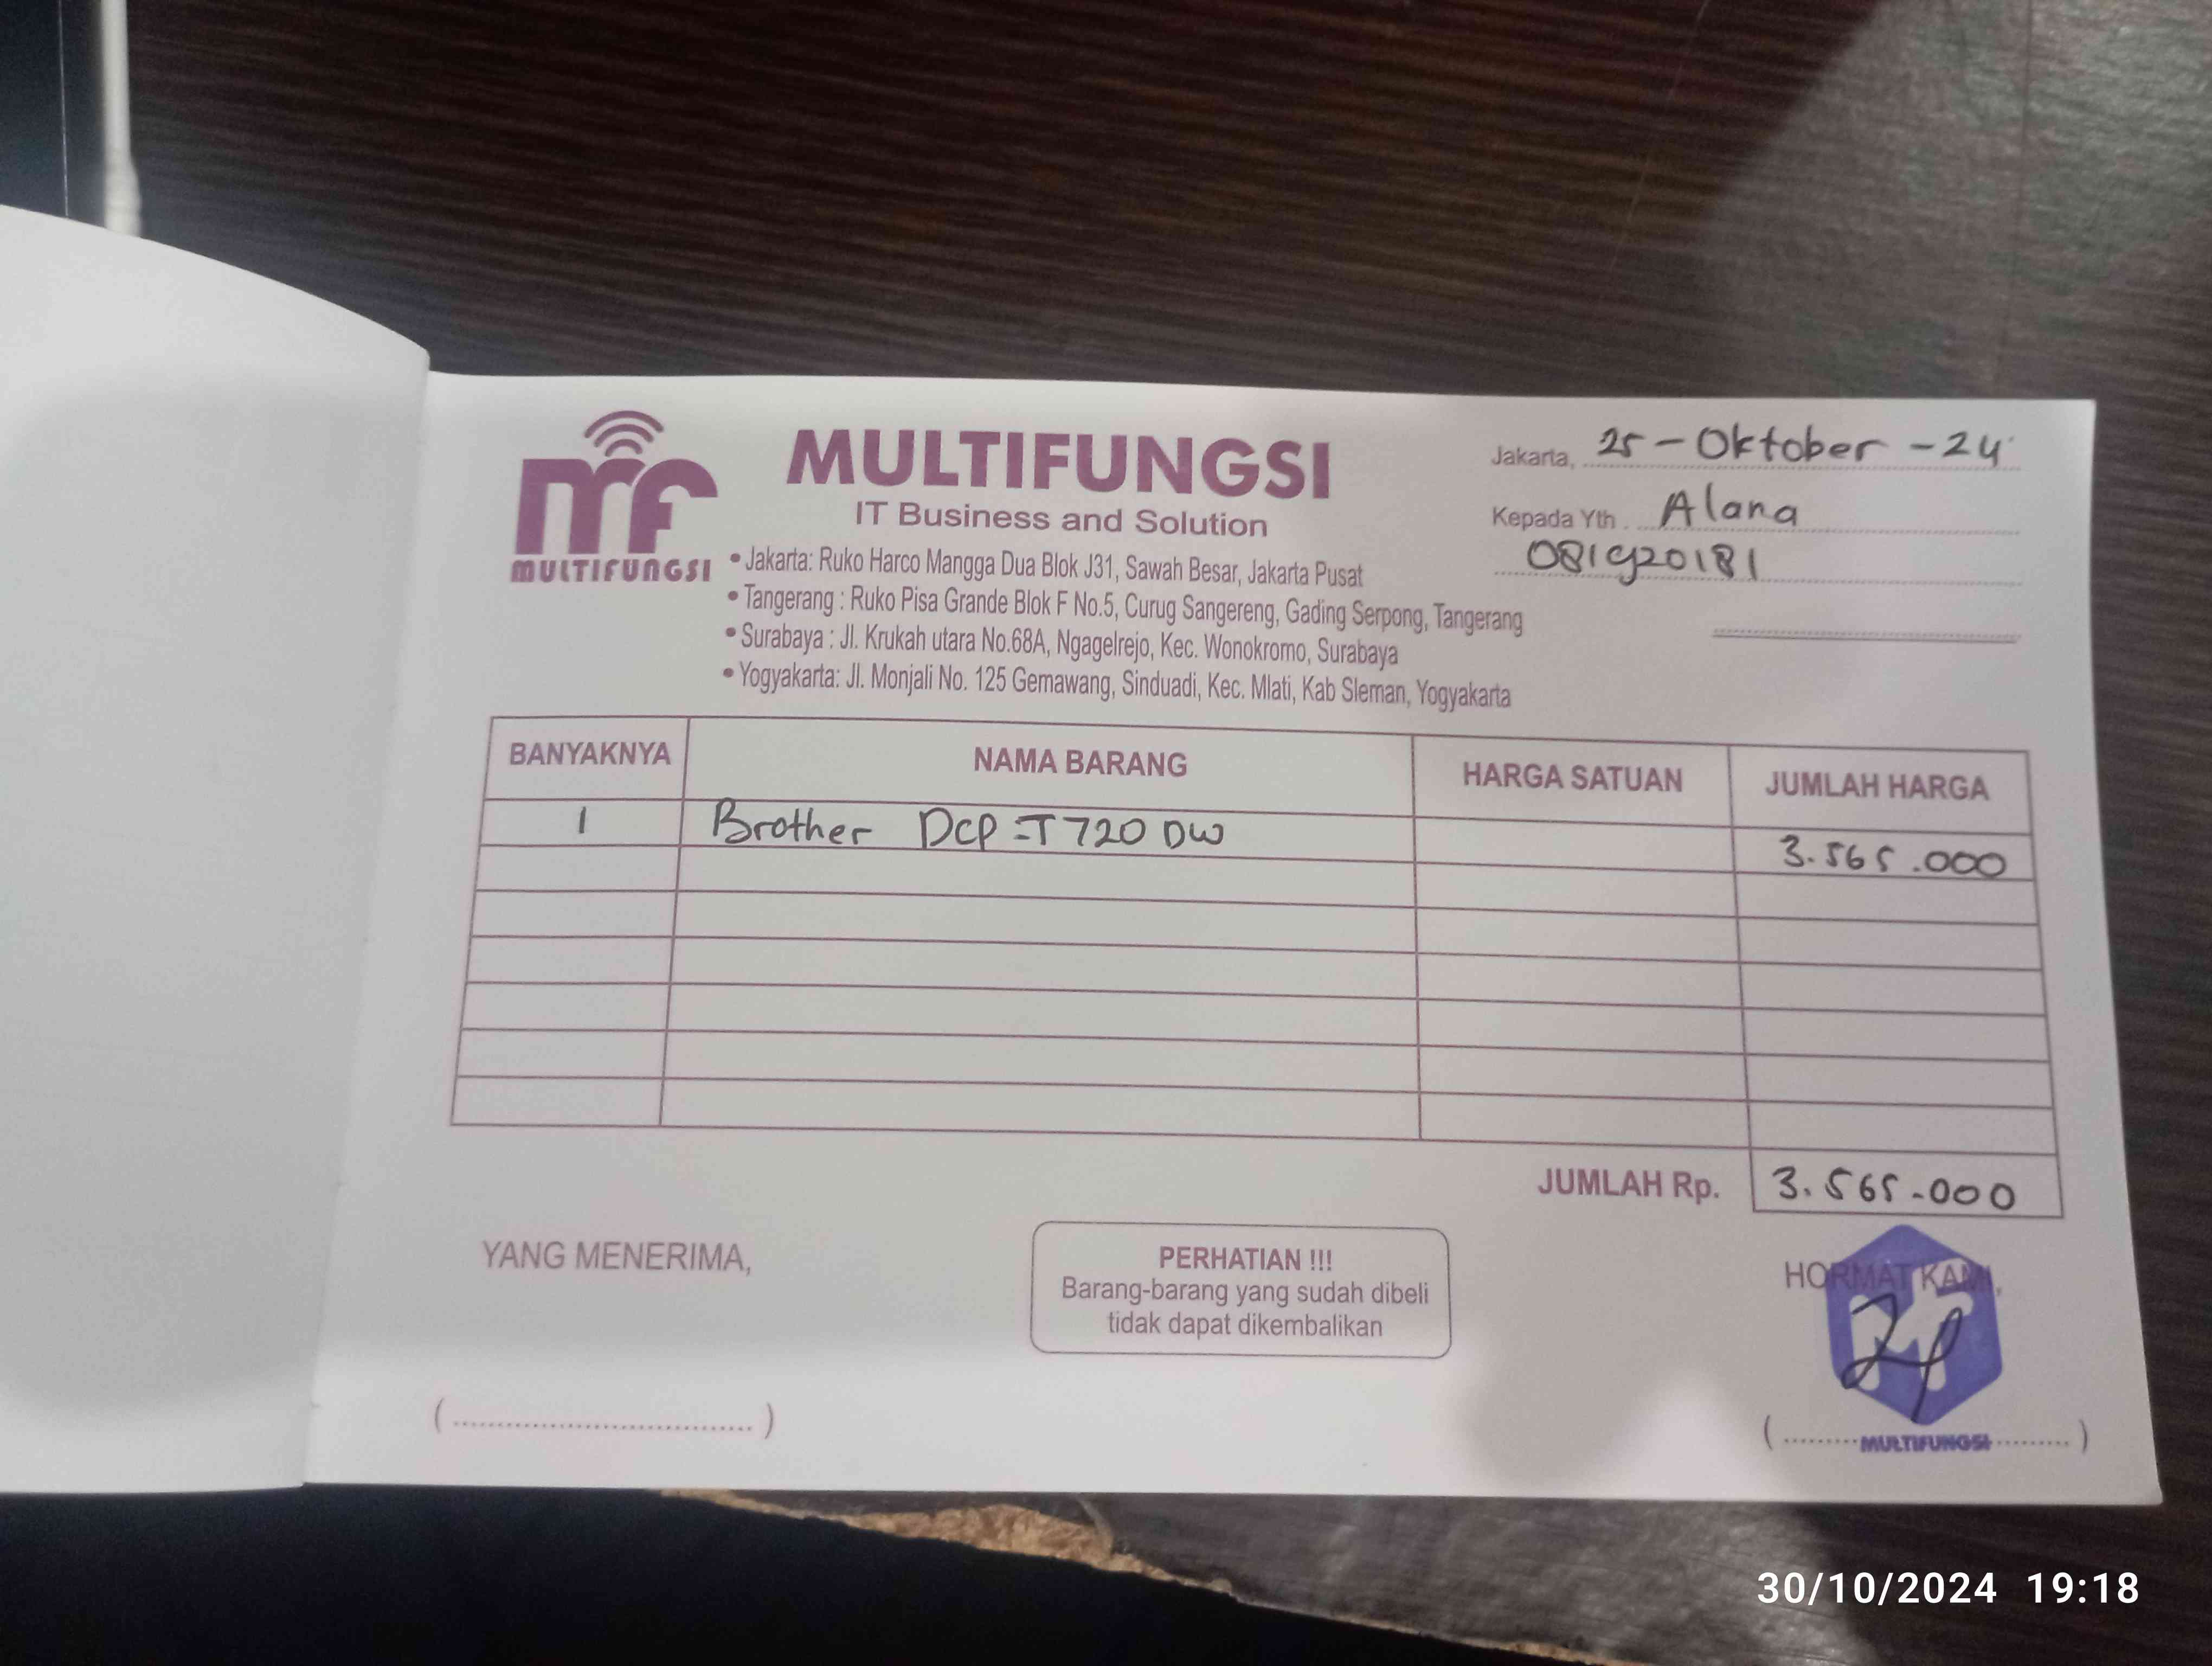 MULTIFUNGSI
MULTIFUNGSI
IT Business and Solution
• Jakarta: Ruko Harco Mangga Dua Blok J31, Sawah Besar, Jakarta Pusat
• Tangerang : Ruko Pisa Grande Blok F No.5, Curug Sangereng, Gading Serpong, Tangerang
• Surabaya : Jl. Krukah utara No.68A, Ngagelrejo, Kec. Wonokromo, Surabaya
• Yogyakarta: Jl. Monjali No. 125 Gemawang, Sinduadi, Kec. Mlati, Kab Sleman, Yogyakarta
Jakarta, 25 - Oktober - 24
Kepada Yth. Alana
BANYAKNYA NAMA BARANG HARGA SATUAN JUMLAH HARGA
1 Brother DCP-T720 DW 3.565.000
JUMLAH Rp. 3.565.000
YANG MENERIMA,
PERHATIAN !!!
Barang-barang yang sudah dibeli
tidak dapat dikembalikan
HORMAT KAMI,
MULTIFUNGSI
30/10/2024 19:18